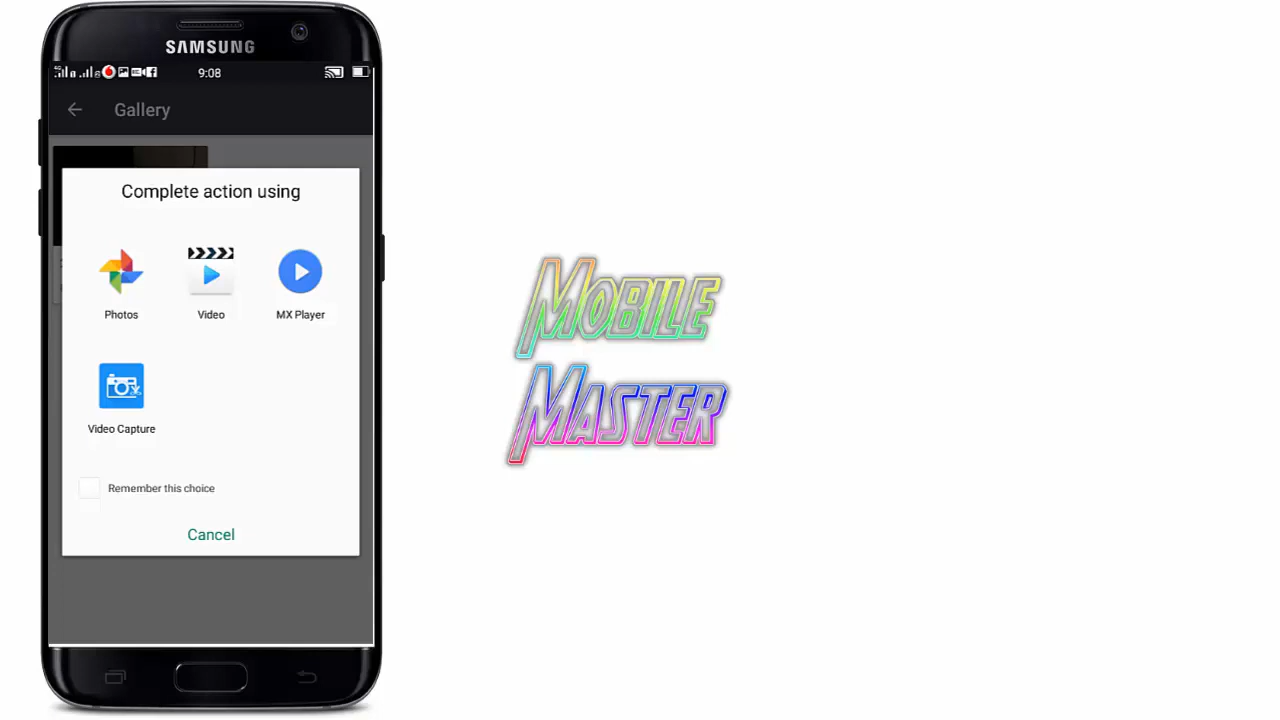 SAMSUNG
9:08
Gallery
Complete action using
Photos
Video
MX Player
Video Capture
Remember this choice
Cancel
MOBILE
MASTER